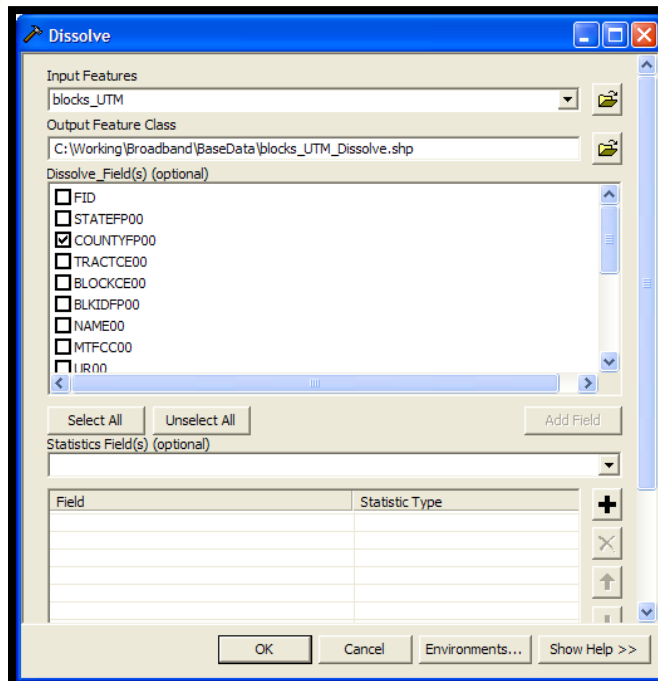 Dissolve
Input Features
blocks_UTM
Output Feature Class
C:\Working\Broadband\BaseData\blocks_UTM_Dissolve.shp
Dissolve_Field(s) (optional)
FID
STATEFP00
COUNTYFP00
TRACTCE00
BLOCKCE00
BLKIDFP00
NAME00
MTFCC00
UR00
Select All Unselect All Add Field
Statistics Field(s) (optional)
Field Statistic Type
OK Cancel Environments... Show Help >>